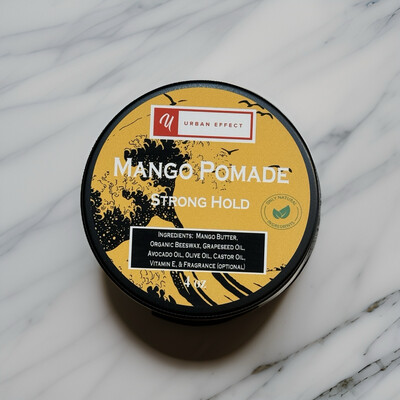 URBAN EFFECT
MANGO POMADE
STRONG HOLD
INGREDIENTS: MANGO BUTTER,
ORGANIC BEESWAX, GRAPESEED OIL,
AVOCADO OIL, OLIVE OIL, CASTOR OIL,
VITAMIN E, & FRAGRANCE (OPTIONAL)
4 OZ